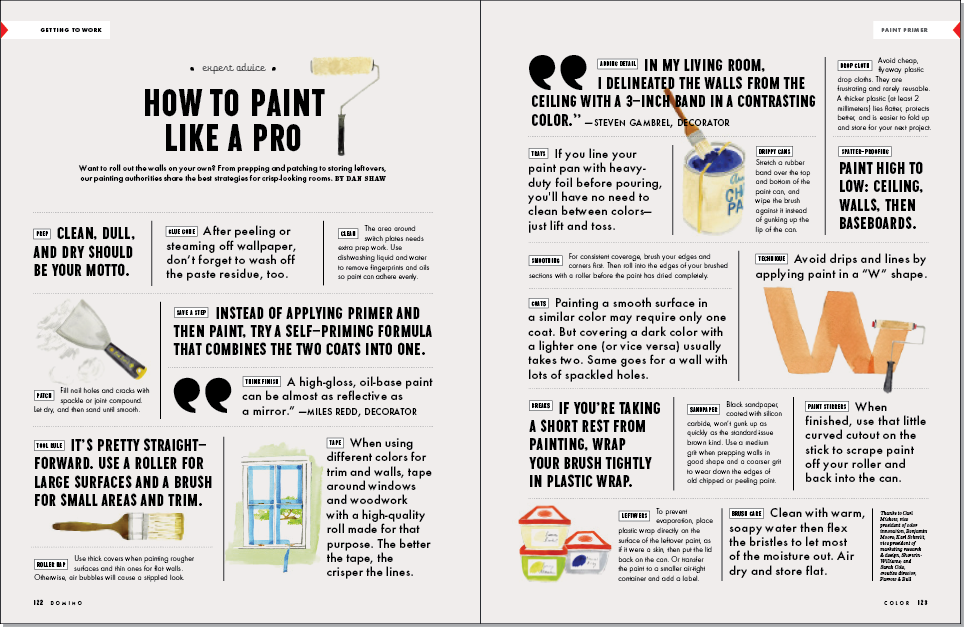 GETTING TO WORK
• expert advice •
HOW TO PAINT
LIKE A PRO
Want to roll out the walls on your own? From prepping and patching to storing leftovers,
our painting authorities share the best strategies for crisp-looking rooms. BY DAN SHAW
PREP CLEAN, DULL,
AND DRY SHOULD
BE YOUR MOTTO.
GLUE GONE After peeling or
steaming off wallpaper,
don't forget to wash off
the paste residue, too.
CLEAN The area around
switch plates needs
extra prep work. Use
dishwashing liquid and water
to remove fingerprints and oils
so paint can adhere evenly.
PATCH Fill nail holes and cracks with
spackle or joint compound.
Let dry, and then sand until smooth.
SAVE A STEP INSTEAD OF APPLYING PRIMER AND
THEN PAINT, TRY A SELF-PRIMING FORMULA
THAT COMBINES THE TWO COATS INTO ONE.
“ THINK FINISH A high-gloss, oil-base paint
can be almost as reflective as
a mirror.” —MILES REDD, DECORATOR
TOOL RULE IT'S PRETTY STRAIGHT-
FORWARD. USE A ROLLER FOR
LARGE SURFACES AND A BRUSH
FOR SMALL AREAS AND TRIM.
ROLLER NAP Use thick covers when painting rougher
surfaces and thin ones for flat walls.
Otherwise, air bubbles will cause a stippled look.
TAPE When using
different colors for
trim and walls, tape
around windows
and woodwork
with a high-quality
roll made for that
purpose. The better
the tape, the
crisper the lines.
122 DOMINO
PAINT PRIMER
“ ADDING DETAIL IN MY LIVING ROOM,
I DELINEATED THE WALLS FROM THE
CEILING WITH A 3-INCH BAND IN A CONTRASTING
COLOR.” —STEVEN GAMBREL, DECORATOR
DROP CLOTH Avoid cheap,
flyaway plastic
drop cloths. They are
frustrating and rarely reusable.
A thicker plastic (at least 2
millimeters) lies flatter, protects
better, and is easier to fold up
and store for your next project.
TRAYS If you line your
paint pan with heavy-
duty foil before pouring,
you'll have no need to
clean between colors—
just lift and toss.
DRIPPY CANS
Stretch a rubber
band over the top
and bottom of the
paint can, and
wipe the brush
against it instead
of gunking up the
lip of the can.
SPATTER-PROOFING
PAINT HIGH TO
LOW: CEILING,
WALLS, THEN
BASEBOARDS.
SMOOTHING For consistent coverage, brush your edges and
corners first. Then roll into the edges of your brushed
sections with a roller before the paint has dried completely.
TECHNIQUE Avoid drips and lines by
applying paint in a “W” shape.
COATS Painting a smooth surface in
a similar color may require only one
coat. But covering a dark color with
a lighter one (or vice versa) usually
takes two. Same goes for a wall with
lots of spackled holes.
BREAKS IF YOU'RE TAKING
A SHORT REST FROM
PAINTING, WRAP
YOUR BRUSH TIGHTLY
IN PLASTIC WRAP.
SANDPAPER Black sandpaper,
coated with silicon
carbide, won't gunk up as
quickly as the standard-issue
brown kind. Use a medium
grit when prepping walls in
good shape and a coarser grit
to wear down the edges of
old chipped or peeling paint.
PAINT STIRRERS When
finished, use that little
curved cutout on the
stick to scrape paint
off your roller and
back into the can.
LEFTOVERS To prevent
evaporation, place
plastic wrap directly on the
surface of the leftover paint, as
if it were a skin, then put the lid
back on the can. Or transfer
the paint to a smaller air-tight
container and add a label.
BRUSH CARE Clean with warm,
soapy water then flex
the bristles to let most
of the moisture out. Air
dry and store flat.
Thanks to Carl
Minchew, vice
president of color
innovation, Benjamin
Moore; Karl Schmitt,
vice president of
marketing research
& design, Sherwin-
Williams; and
Sarah Cole,
creative director,
Farrow & Ball
COLOR 123